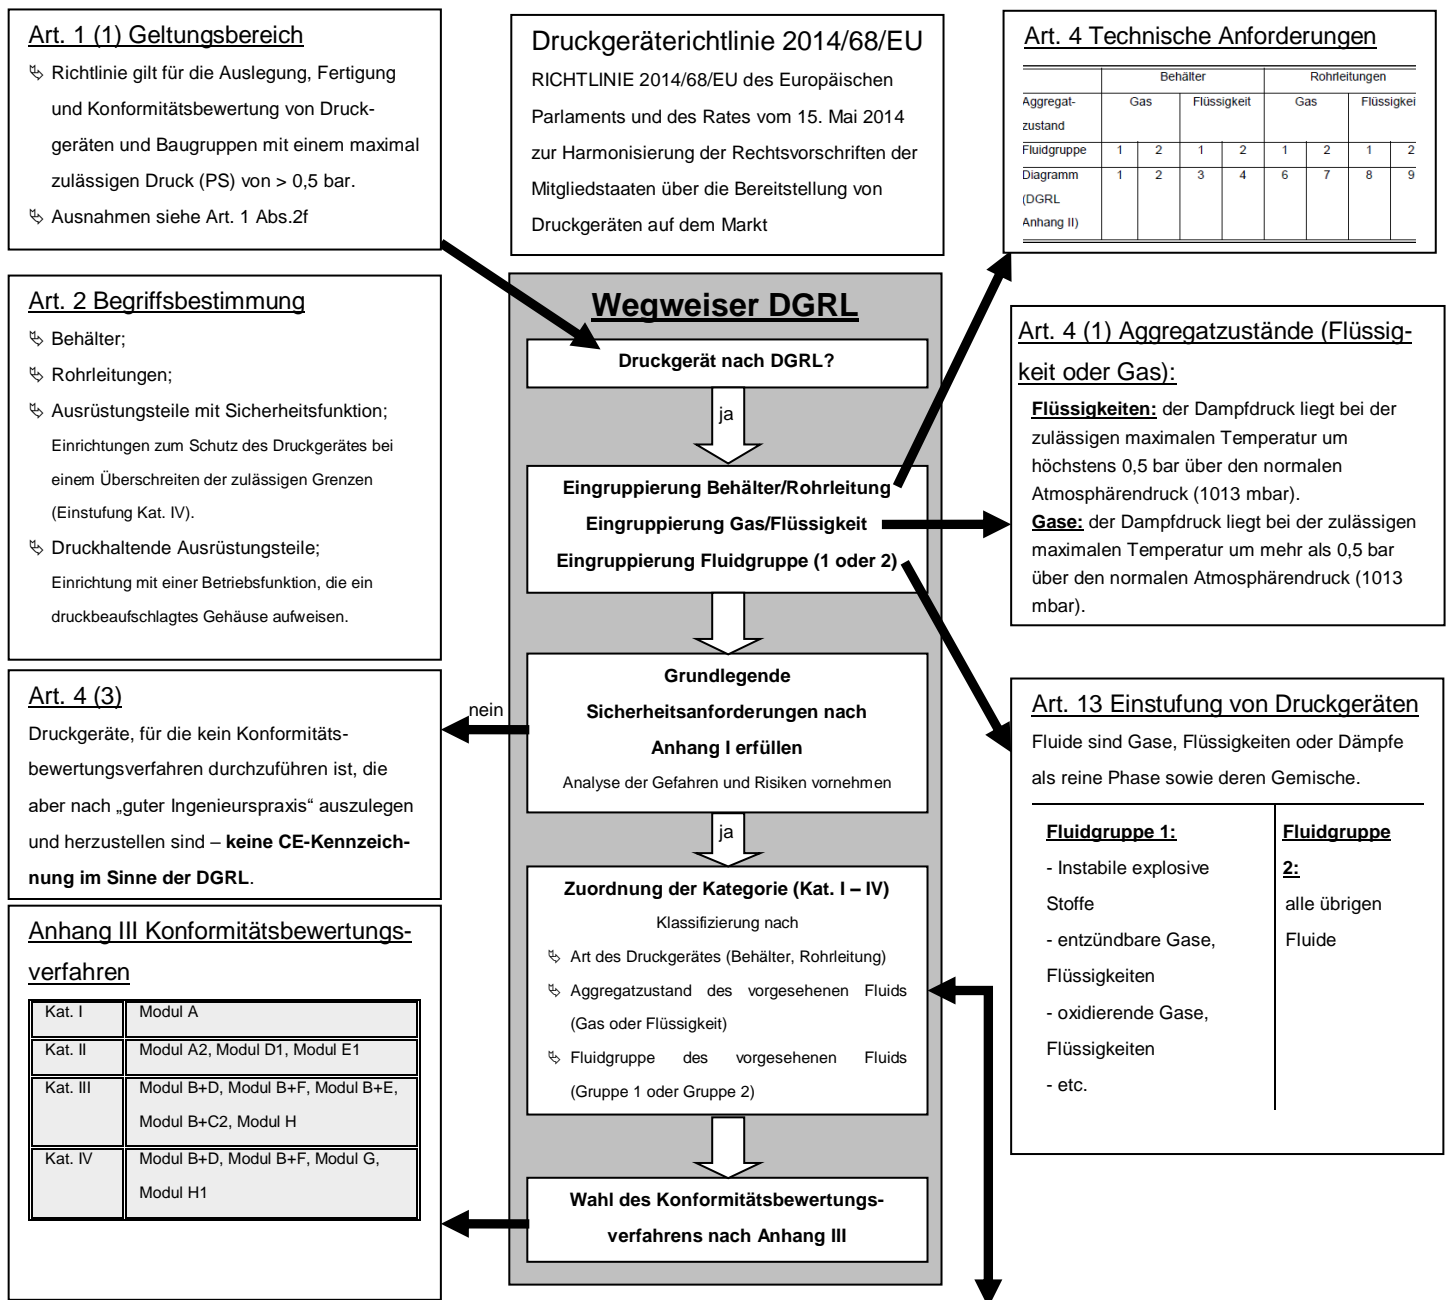 Art. 1 (1) Geltungsbereich
Richtlinie gilt für die Auslegung, Fertigung
und Konformitätsbewertung von Druck-
geräten und Baugruppen mit einem maximal
zulässigen Druck (PS) von > 0,5 bar.
Ausnahmen siehe Art. 1 Abs.2f
Art. 2 Begriffsbestimmung
Behälter;
Rohrleitungen;
Ausrüstungsteile mit Sicherheitsfunktion;
Einrichtungen zum Schutz des Druckgerätes bei
einem Überschreiten der zulässigen Grenzen
(Einstufung Kat. IV).
Druckhaltende Ausrüstungsteile;
Einrichtung mit einer Betriebsfunktion, die ein
druckbeaufschlagtes Gehäuse aufweisen.
Art. 4 (3)
Druckgeräte, für die kein Konformitäts-
bewertungsverfahren durchzuführen ist, die
aber nach „guter Ingenieurspraxis“ auszulegen
und herzustellen sind – keine CE-Kennzeich-
nung im Sinne der DGRL.
Anhang III Konformitätsbewertungs-
verfahren
Kat. I Modul A
Kat. II Modul A2, Modul D1, Modul E1
Kat. III Modul B+D, Modul B+F, Modul B+E,
Modul B+C2, Modul H
Kat. IV Modul B+D, Modul B+F, Modul G,
Modul H1
Druckgeräterichtlinie 2014/68/EU
RICHTLINIE 2014/68/EU des Europäischen
Parlaments und des Rates vom 15. Mai 2014
zur Harmonisierung der Rechtsvorschriften der
Mitgliedstaaten über die Bereitstellung von
Druckgeräten auf dem Markt
Wegweiser DGRL
Druckgerät nach DGRL?
ja
Eingruppierung Behälter/Rohrleitung
Eingruppierung Gas/Flüssigkeit
Eingruppierung Fluidgruppe (1 oder 2)
Grundlegende
Sicherheitsanforderungen nach
Anhang I erfüllen
Analyse der Gefahren und Risiken vornehmen
nein
ja
Zuordnung der Kategorie (Kat. I – IV)
Klassifizierung nach
Art des Druckgerätes (Behälter, Rohrleitung)
Aggregatzustand des vorgesehenen Fluids
(Gas oder Flüssigkeit)
Fluidgruppe des vorgesehenen Fluids
(Gruppe 1 oder Gruppe 2)
Wahl des Konformitätsbewertungs-
verfahrens nach Anhang III
Art. 4 Technische Anforderungen
Behälter Rohrleitungen
Aggregat- Gas Flüssigkeit Gas Flüssigkei
zustand
Fluidgruppe 1 2 1 2 1 2 1 2
Diagramm 1 2 3 4 6 7 8 9
(DGRL
Anhang II)
Art. 4 (1) Aggregatzustände (Flüssig-
keit oder Gas):
Flüssigkeiten: der Dampfdruck liegt bei der
zulässigen maximalen Temperatur um
höchstens 0,5 bar über den normalen
Atmosphärendruck (1013 mbar).
Gase: der Dampfdruck liegt bei der zulässigen
maximalen Temperatur um mehr als 0,5 bar
über den normalen Atmosphärendruck (1013
mbar).
Art. 13 Einstufung von Druckgeräten
Fluide sind Gase, Flüssigkeiten oder Dämpfe
als reine Phase sowie deren Gemische.
Fluidgruppe 1:
- Instabile explosive
Stoffe
- entzündbare Gase,
Flüssigkeiten
- oxidierende Gase,
Flüssigkeiten
- etc.
Fluidgruppe
2:
alle übrigen
Fluide